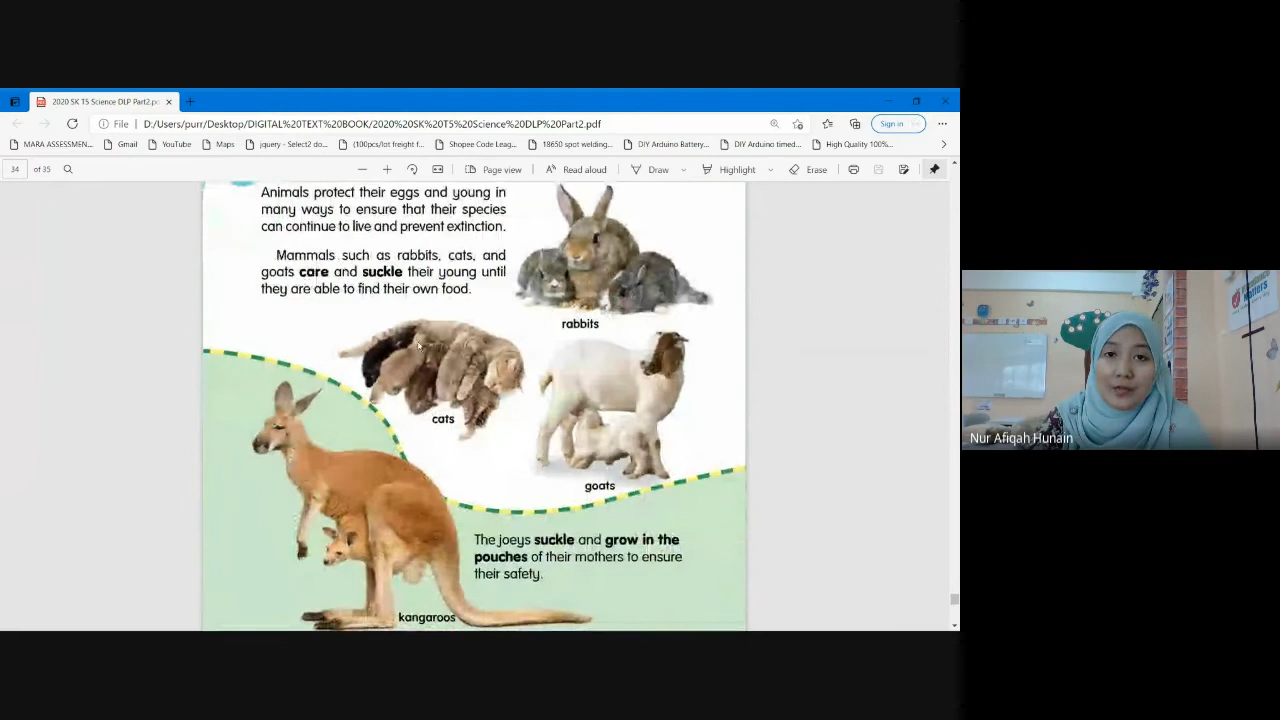 2020 SK T5 Science DLP Part2.pd
File
D:/Users/purr/Desktop/DIGITAL%20TEXT%20BOOK/2020%20SK%20T5%20Science%20DLP%20Part2.pdf
Sign in
MARA ASSESSMEN...
Gmail
YouTube
Maps
jquery - Select2 do...
(100pcs/lot freight f...
Shopee Code Leag...
18650 spot welding...
DIY Arduino Battery...
DIY Arduino timed...
High Quality 100%...
34 of 35
Page view
Read aloud
Draw
Highlight
Erase
Animals protect their eggs and young in
many ways to ensure that their species
can continue to live and prevent extinction.
Mammals such as rabbits, cats, and
goats care and suckle their young until
they are able to find their own food.
rabbits
cats
goats
The joeys suckle and grow in the
pouches of their mothers to ensure
their safety.
kangaroos
Nur Afiqah Hunain